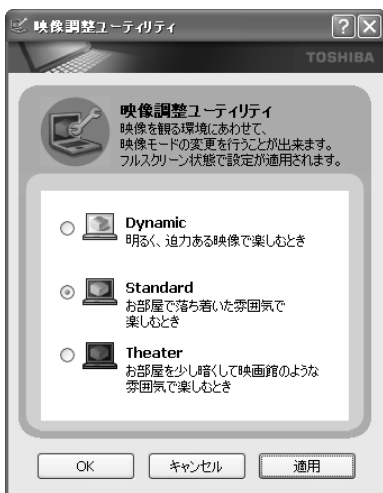 映像調整ユーティリティ
TOSHIBA
映像調整ユーティリティ
映像を観る環境にあわせて、
映像モードの変更を行うことが出来ます。
フルスクリーン状態で設定が適用されます。
Dynamic
明るく、迫力ある映像で楽しむとき
Standard
お部屋で落ち着いた雰囲気で
楽しむとき
Theater
お部屋を少し暗くして映画館のような
雰囲気で楽しむとき
OK
キャンセル
適用